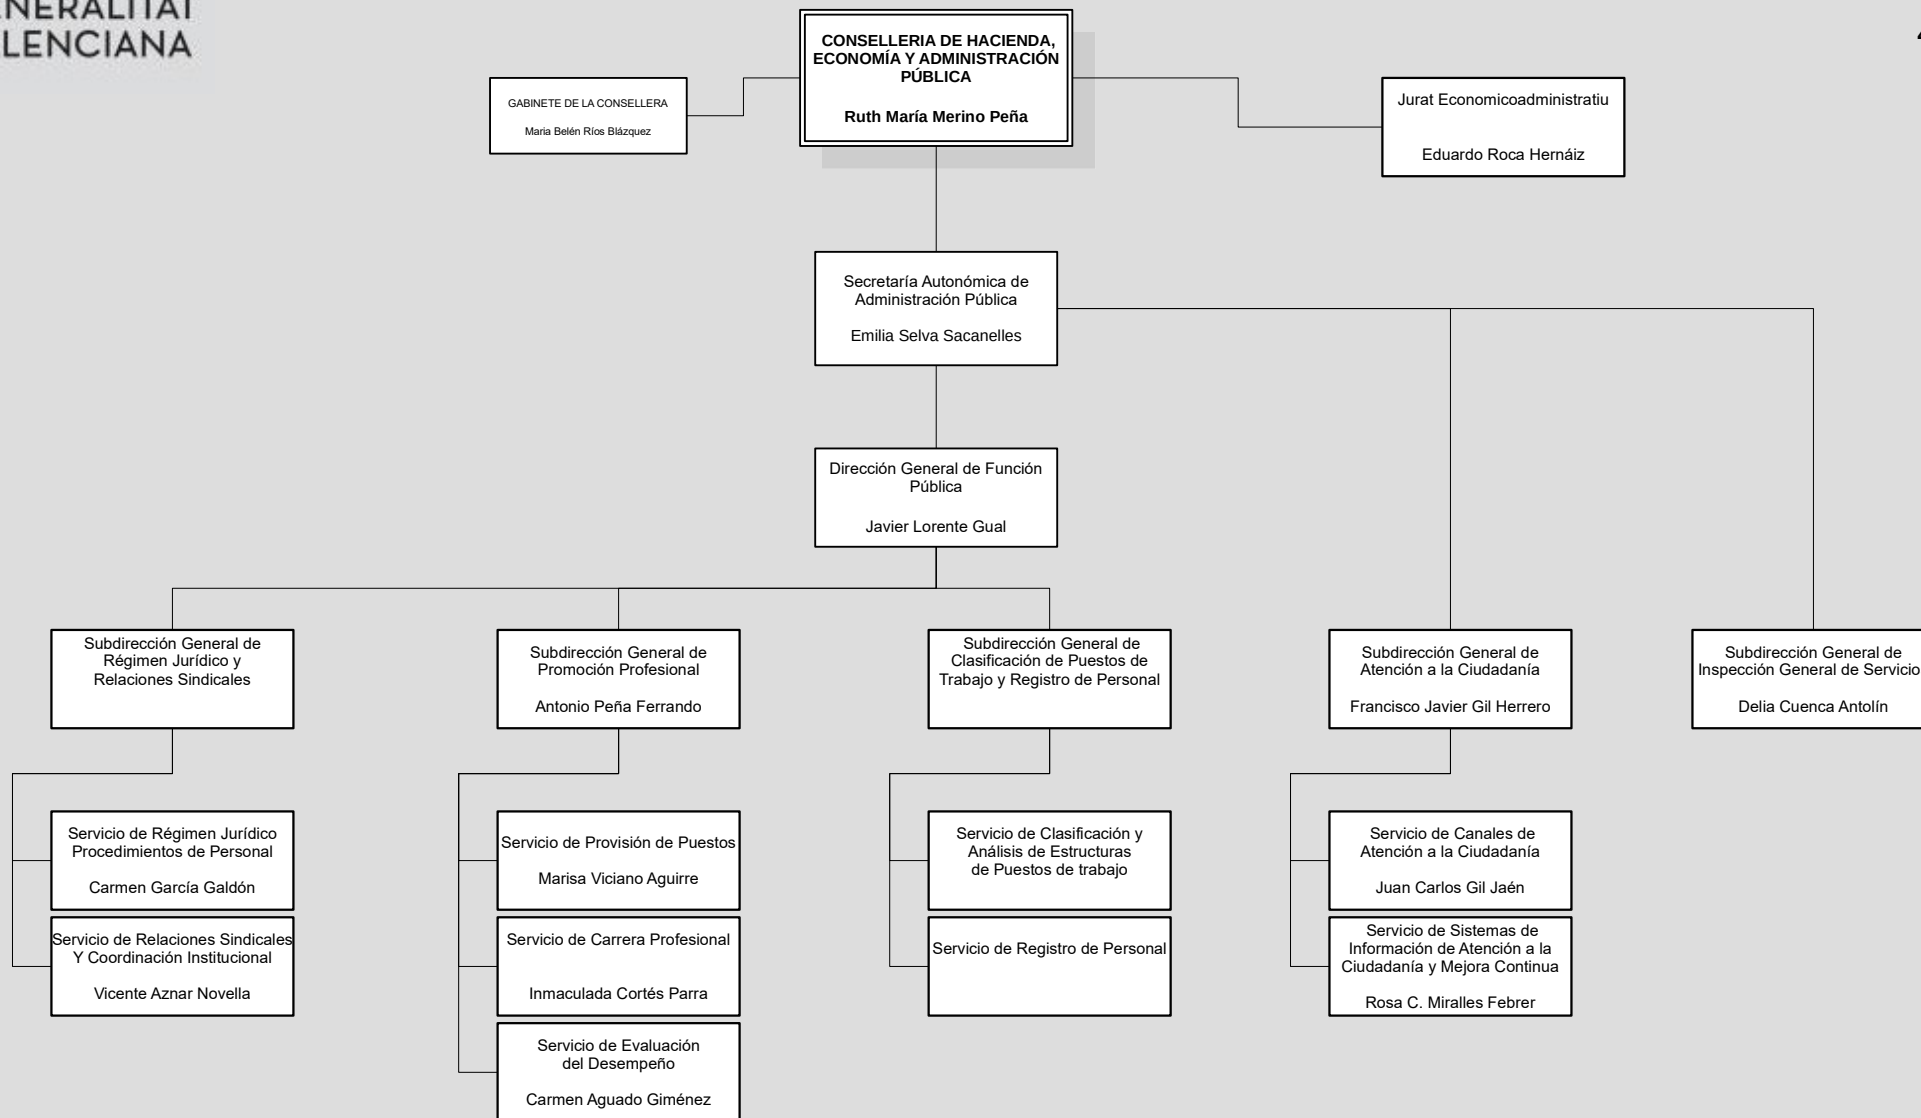 CONSELLERIA DE HACIENDA,
ECONOMÍA Y ADMINISTRACIÓN
PÚBLICA
Ruth María Merino Peña
GABINETE DE LA CONSELLERA
Maria Belén Ríos Blázquez
Jurat Economicoadministratiu
Eduardo Roca Hernáiz
Secretaría Autonómica de
Administración Pública
Emilia Selva Sacanelles
Dirección General de Función
Pública
Javier Lorente Gual
Subdirección General de
Régimen Jurídico y
Relaciones Sindicales
Subdirección General de
Promoción Profesional
Antonio Peña Ferrando
Subdirección General de
Clasificación de Puestos de
Trabajo y Registro de Personal
Subdirección General de
Atención a la Ciudadanía
Francisco Javier Gil Herrero
Subdirección General de
Inspección General de Servicio
Delia Cuenca Antolín
Servicio de Régimen Jurídico
Procedimientos de Personal
Carmen García Galdón
Servicio de Provisión de Puestos
Marisa Viciano Aguirre
Servicio de Clasificación y
Análisis de Estructuras
de Puestos de trabajo
Servicio de Canales de
Atención a la Ciudadanía
Juan Carlos Gil Jaén
Servicio de Relaciones Sindicales
Y Coordinación Institucional
Vicente Aznar Novella
Servicio de Carrera Profesional
Inmaculada Cortés Parra
Servicio de Registro de Personal
Servicio de Sistemas de
Información de Atención a la
Ciudadanía y Mejora Continua
Rosa C. Miralles Febrer
Servicio de Evaluación
del Desempeño
Carmen Aguado Giménez